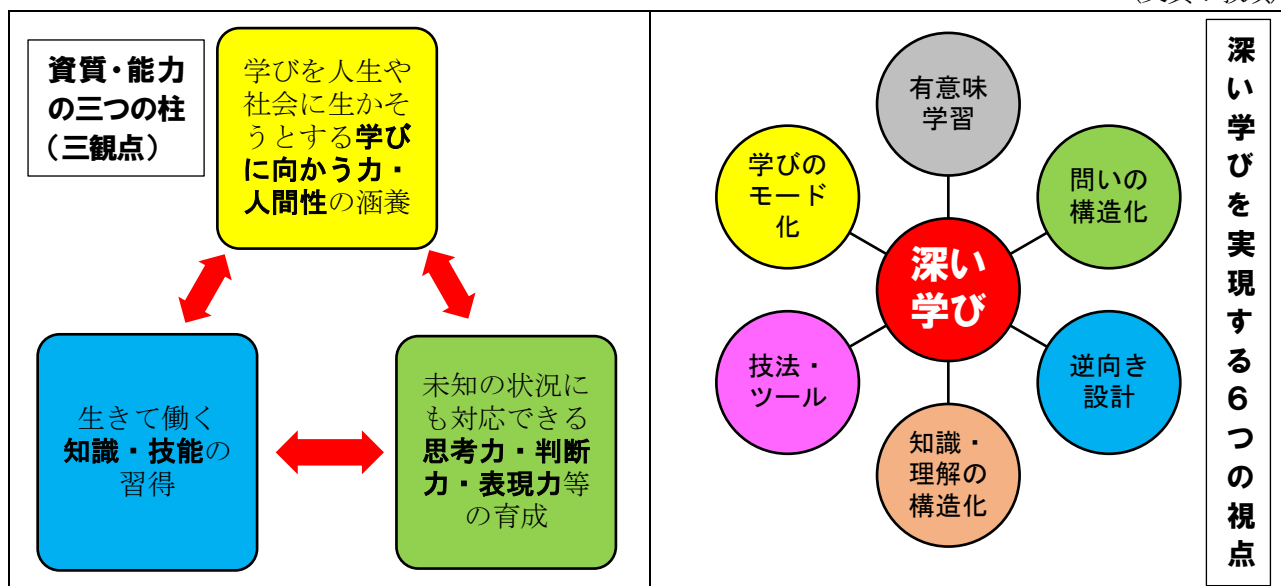 資質・能力
の三つの柱
（三観点）
学びを人生や
社会に生かそ
うとする学び
に向かう力・
人間性の涵養
生きて働く
知識・技能の
習得
未知の状況に
も対応できる
思考力・判断
力・表現力等
の育成
有意味
学習
問いの
構造化
逆向き
設計
知識・
理解の
構造化
技法・
ツール
学びの
モード
化
深い
学び
深い学びを実現する６つの視点